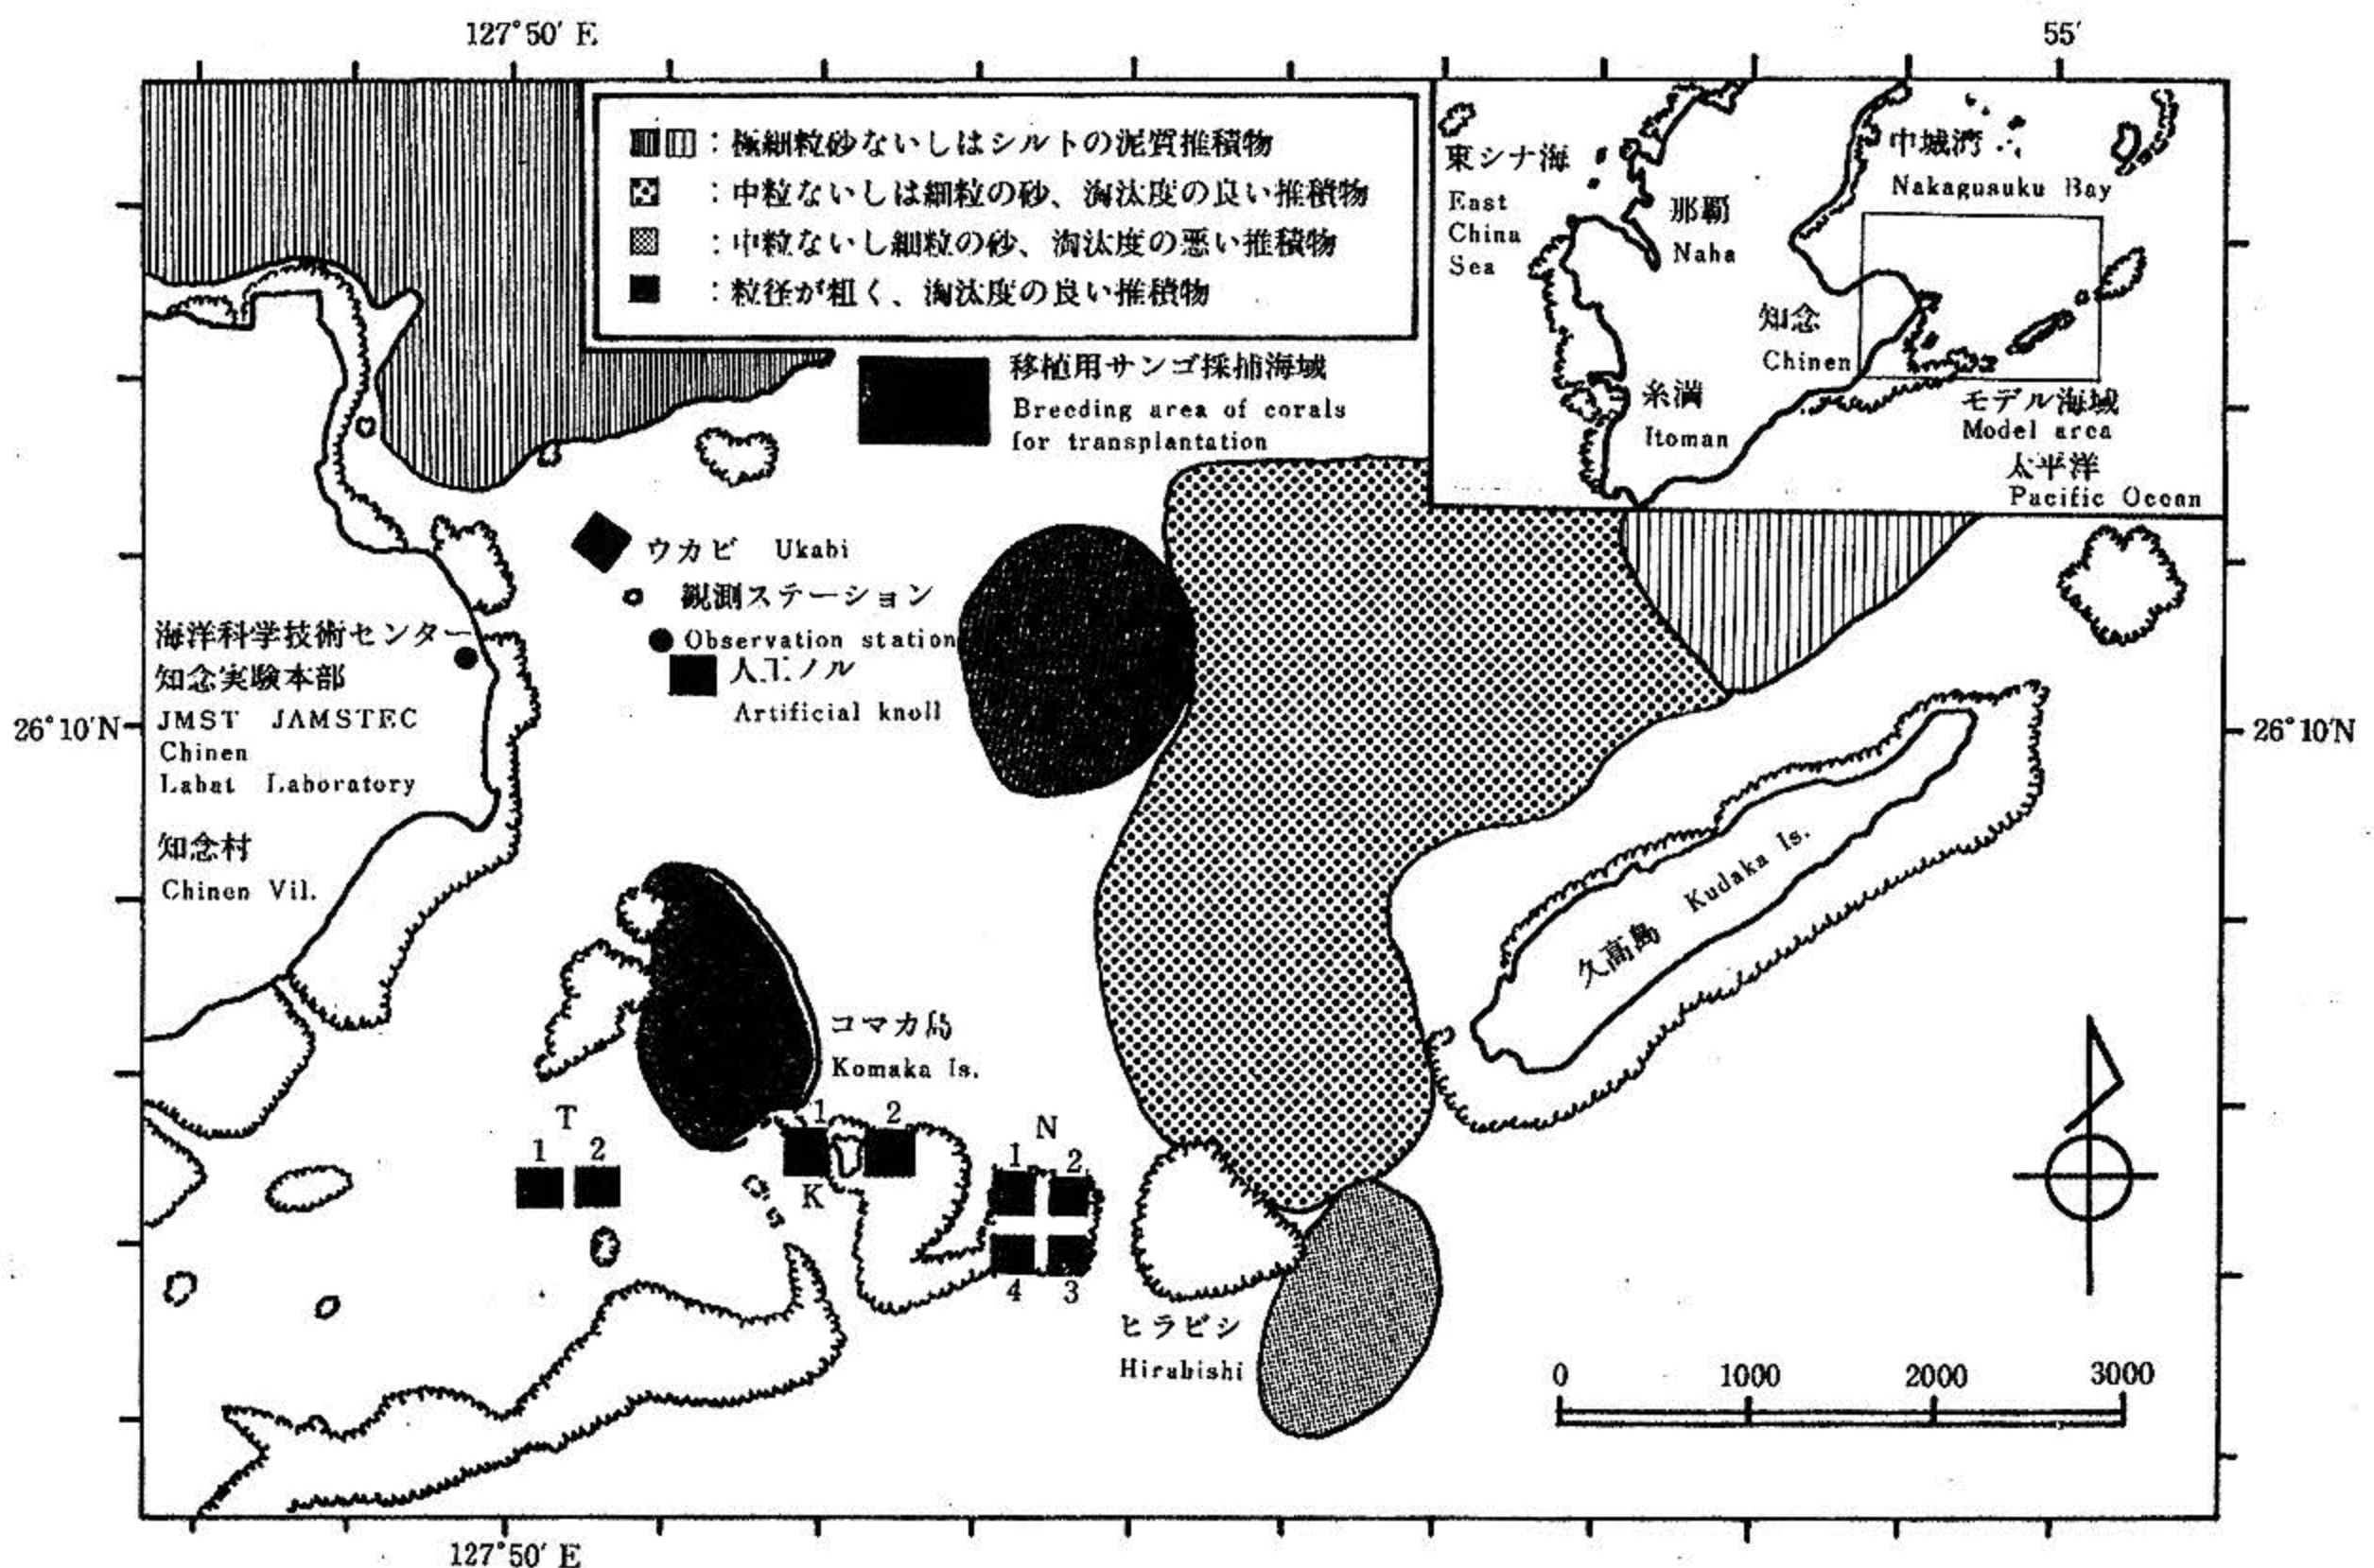 127°50′ E
55′
：極細粒砂ないしはシルトの泥質推積物
：中粒ないしは細粒の砂、淘汰度の良い推積物
：中粒ないし細粒の砂、淘汰度の悪い推積物
：粒径が粗く、淘汰度の良い推積物
東シナ海
East
China
Sea
那覇
Naha
中城湾
Nakagusuku Bay
知念
Chinen
糸満
Itoman
モデル海域
Model area
太平洋
Pacific Ocean
移植用サンゴ採捕海域
Breeding area of corals
for transplantation
ウカビ Ukabi
観測ステーション
Observation station
人工ノル
Artificial knoll
海洋科学技術センター
知念実験本部
JMST JAMSTEC
Chinen
Labat Laboratory
26°10′N
26°10′N
知念村
Chinen Vil.
久高島 Kudaka Is.
コマカ島
Komaka Is.
T
1 2
1 2
K
N
1 2
4 3
ヒラビシ
Hirabishi
0 1000 2000 3000
127°50′ E